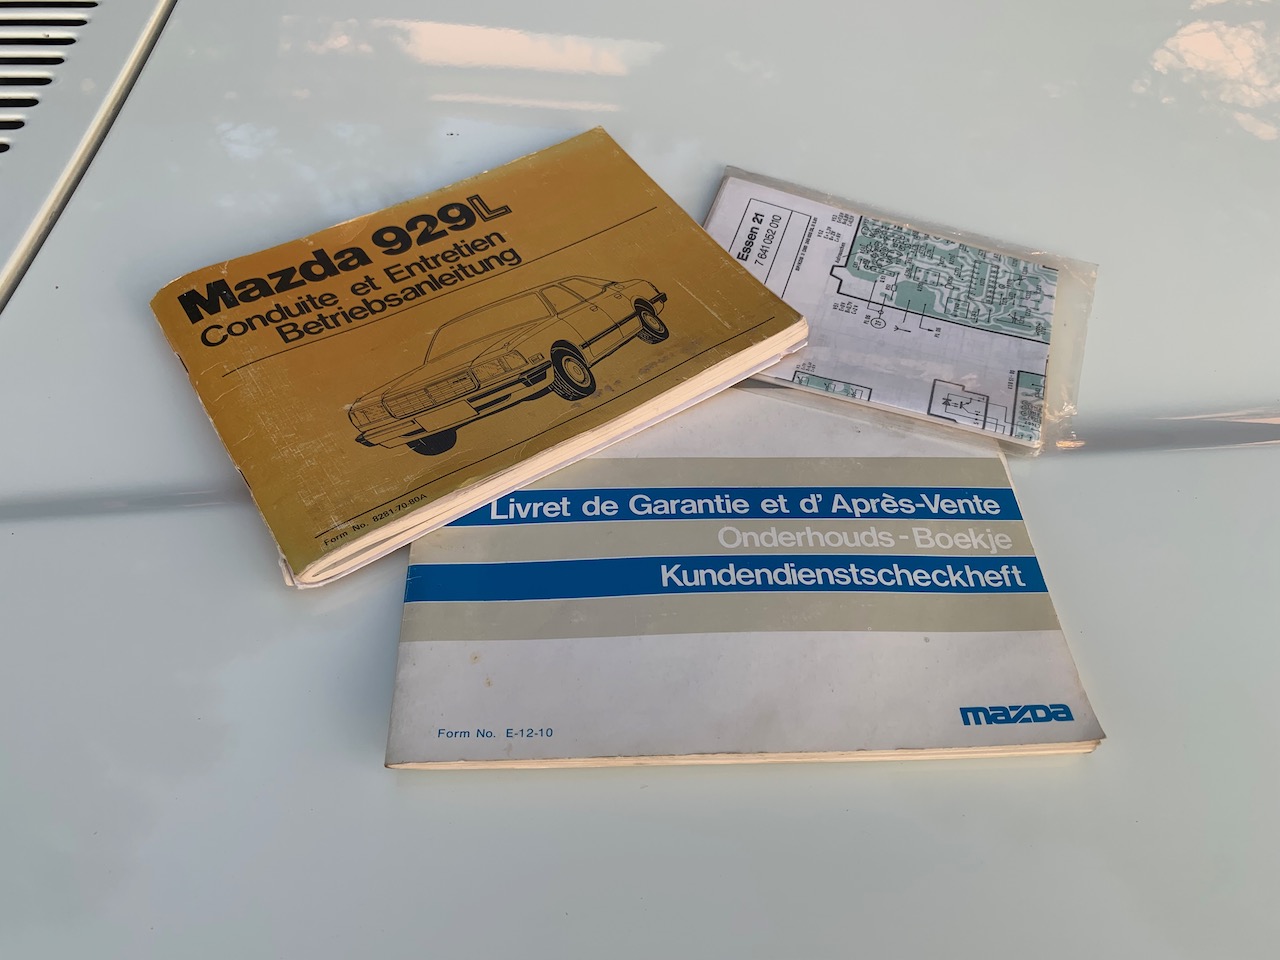 Mazda 929L
Conduite et Entretien
Betriebsanleitung
Form No. 8281-70-80A
Essen 21
7 641 052 010
Livret de Garantie et d' Après-Vente
Onderhouds-Boekje
Kundendienstscheckheft
mazda
Form No. E-12-10